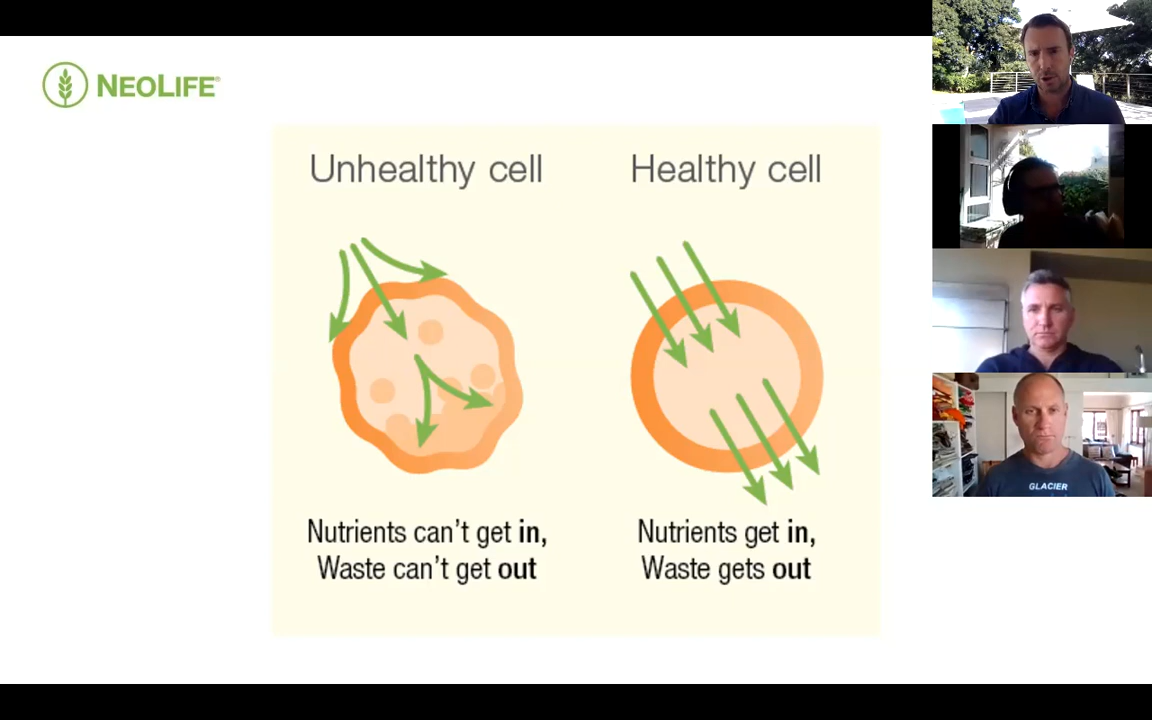 NEOLIFE®
Unhealthy cell
Healthy cell
Nutrients can't get in,
Waste can't get out
Nutrients get in,
Waste gets out
GLACIER